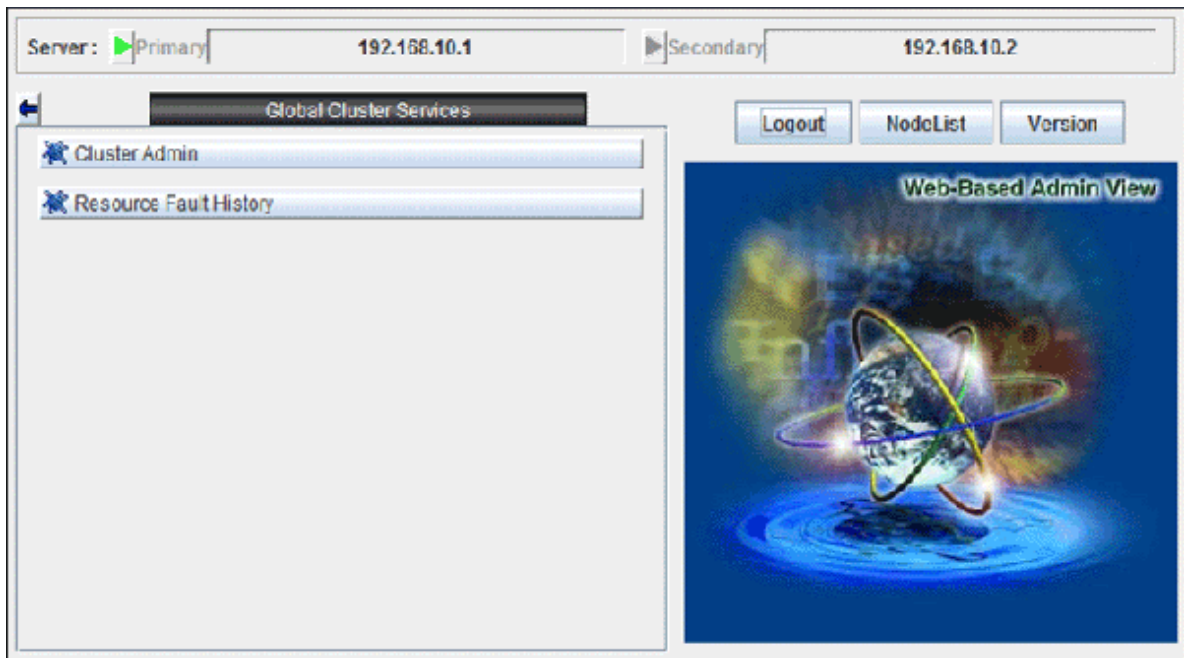 Server : Primary 192.168.10.1 Secondary 192.168.10.2
Global Cluster Services
Logout NodeList Version
Cluster Admin
Resource Fault History
Web-Based Admin View